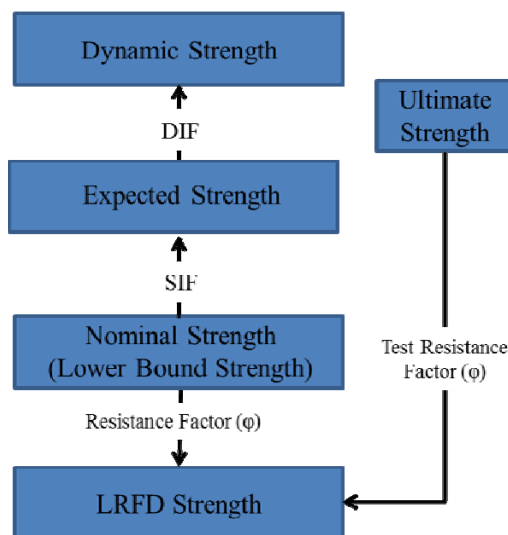 Dynamic Strength
Ultimate
Strength
DIF
Expected Strength
SIF
Nominal Strength
(Lower Bound Strength)
Test Resistance
Factor (φ)
Resistance Factor (φ)
LRFD Strength